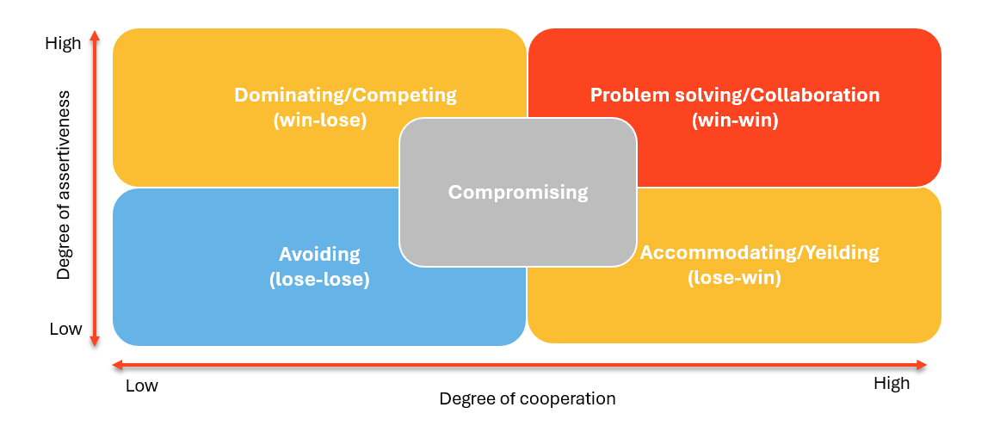 High
Degree of assertiveness
Low
Dominating/Competing
(win-lose)
Problem solving/Collaboration
(win-win)
Compromising
Avoiding
(lose-lose)
Accommodating/Yeilding
(lose-win)
Low
High
Degree of cooperation